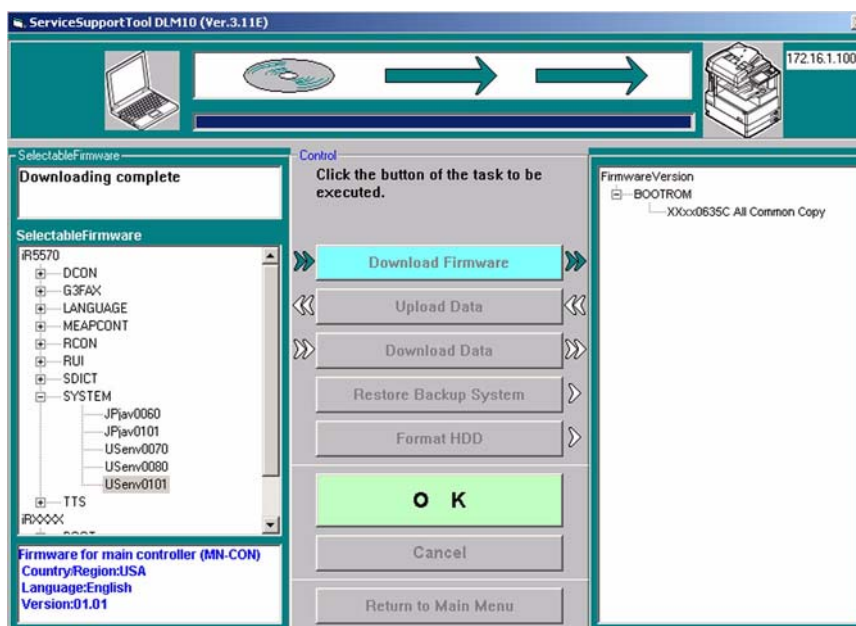 ServiceSupportTool DLM10 (Ver.3.11E)
172.16.1.100
SelectableFirmware
Downloading complete
SelectableFirmware
iR5570
DCON
G3FAX
LANGUAGE
MEAPCONT
RCON
RUI
SDICT
SYSTEM
JPjav0060
JPjav0101
USenv0070
USenv0080
USenv0101
TTS
iRXXXX
Firmware for main controller (MN-CON)
Country/Region:USA
Language:English
Version:01.01
Control
Click the button of the task to be
executed.
Download Firmware
Upload Data
Download Data
Restore Backup System
Format HDD
O K
Cancel
Return to Main Menu
FirmwareVersion
BOOTROM
XXxx0635C All Common Copy